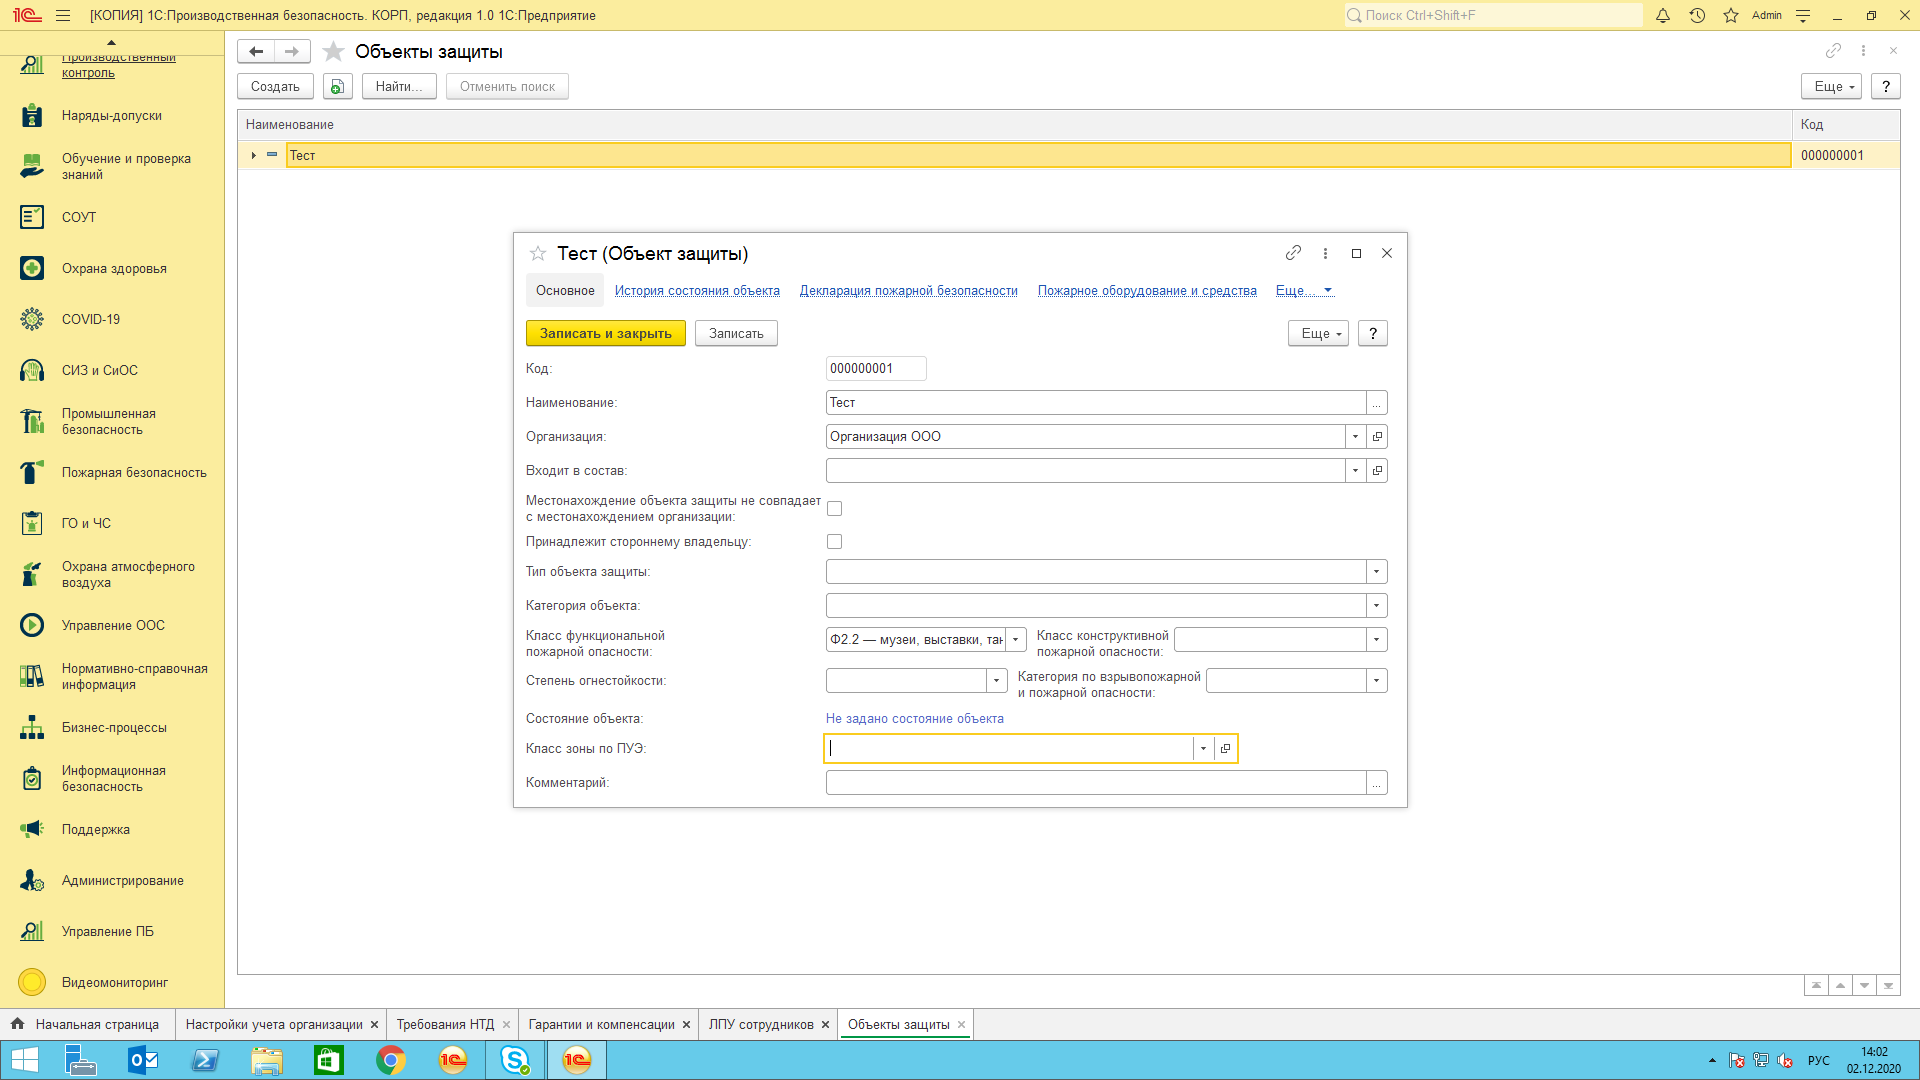 [КОПИЯ] 1С:Производственная безопасность. КОРП, редакция 1.0 1С:Предприятие
Поиск Ctrl+Shift+F
Admin
Производственный
контроль
Наряды-допуски
Обучение и проверка
знаний
СОУТ
Охрана здоровья
COVID-19
СИЗ и СиОС
Промышленная
безопасность
Пожарная безопасность
ГО и ЧС
Охрана атмосферного
воздуха
Управление ООС
Нормативно-справочная
информация
Бизнес-процессы
Информационная
безопасность
Поддержка
Администрирование
Управление ПБ
Видеомониторинг
Объекты защиты
Создать
Найти...
Отменить поиск
Еще
?
Наименование
Код
Тест
000000001
Тест (Объект защиты)
Основное
История состояния объекта
Декларация пожарной безопасности
Пожарное оборудование и средства
Еще...
Записать и закрыть
Записать
Еще
?
Код:
000000001
Наименование:
Тест
...
Организация:
Организация ООО
Входит в состав:
Местонахождение объекта защиты не совпадает
с местонахождением организации:
Принадлежит стороннему владельцу:
Тип объекта защиты:
Категория объекта:
Класс функциональной
пожарной опасности:
Ф2.2 — музеи, выставки, тан
Класс конструктивной
пожарной опасности:
Степень огнестойкости:
Категория по взрывопожарной
и пожарной опасности:
Состояние объекта:
Не задано состояние объекта
Класс зоны по ПУЭ:
Комментарий:
...
Начальная страница
Настройки учета организации
Требования НТД
Гарантии и компенсации
ЛПУ сотрудников
Объекты защиты
РУС
14:02
02.12.2020